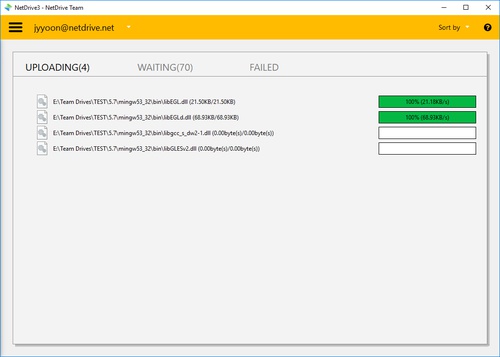 NetDrive3 - NetDrive Team
jyyoon@netdrive.net Sort by
UPLOADING(4) WAITING(70) FAILED
E:\Team Drives\TEST\5.7\mingw53_32\bin\libEGL.dll (21.50KB/21.50KB) 100% (21.18KB/s)
E:\Team Drives\TEST\5.7\mingw53_32\bin\libEGLd.dll (68.93KB/68.93KB) 100% (68.93KB/s)
E:\Team Drives\TEST\5.7\mingw53_32\bin\libgcc_s_dw2-1.dll (0.00byte(s)/0.00byte(s))
E:\Team Drives\TEST\5.7\mingw53_32\bin\libGLESv2.dll (0.00byte(s)/0.00byte(s))